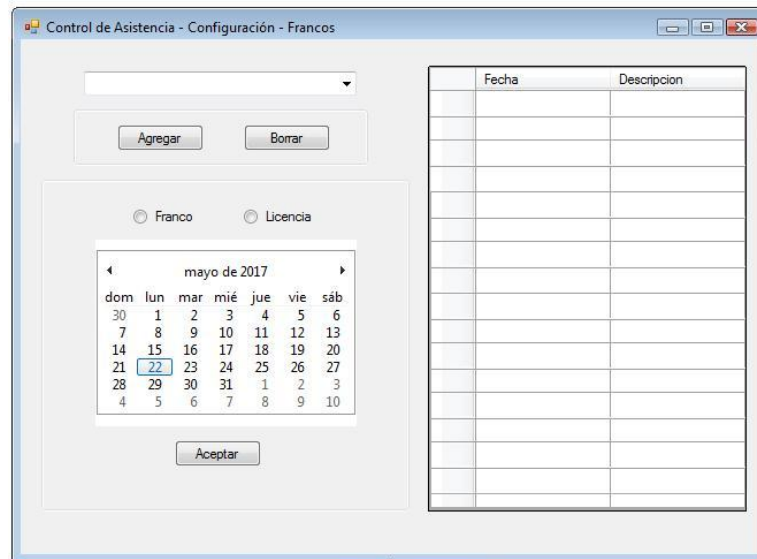 Control de Asistencia - Configuración - Francos
Agregar Borrar
Franco Licencia
mayo de 2017
dom lun mar mié jue vie sáb
30 1 2 3 4 5 6
7 8 9 10 11 12 13
14 15 16 17 18 19 20
21 22 23 24 25 26 27
28 29 30 31 1 2 3
4 5 6 7 8 9 10
Aceptar
Fecha Descripcion